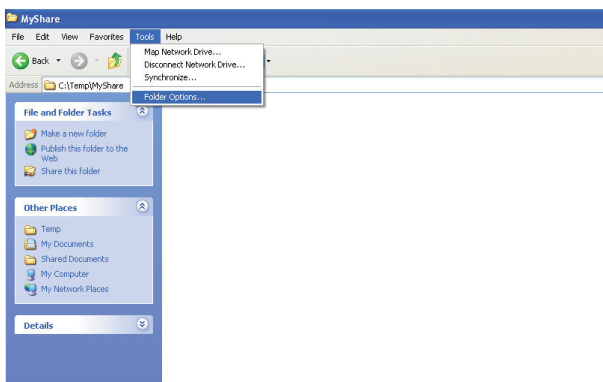 MyShare
File Edit View Favorites Tools Help
Back
Map Network Drive...
Disconnect Network Drive...
Synchronize...
Folder Options...
Address C:\Temp\MyShare
File and Folder Tasks
Make a new folder
Publish this folder to the
Web
Share this folder
Other Places
Temp
My Documents
Shared Documents
My Computer
My Network Places
Details